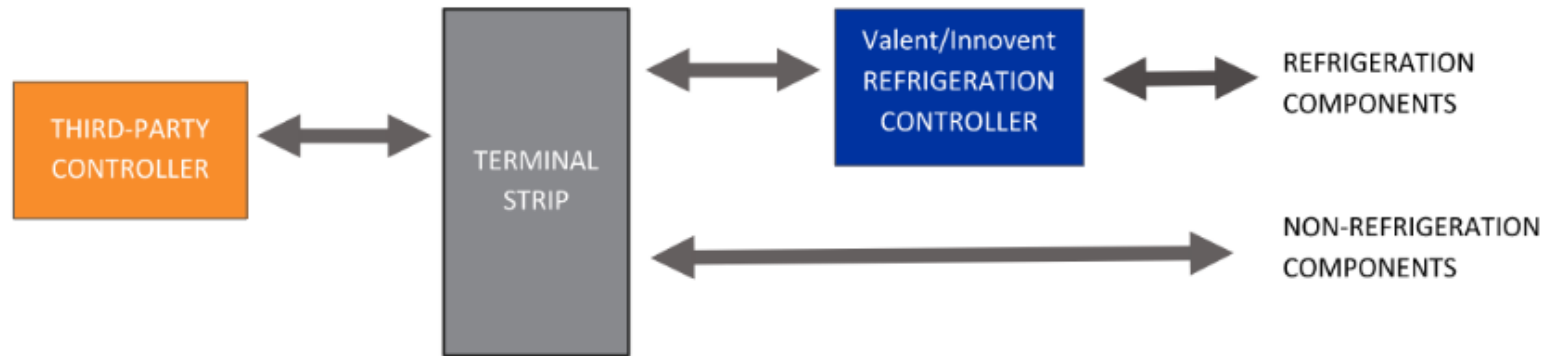 THIRD-PARTY
CONTROLLER
TERMINAL
STRIP
Valent/Innovent
REFRIGERATION
CONTROLLER
REFRIGERATION
COMPONENTS
NON-REFRIGERATION
COMPONENTS